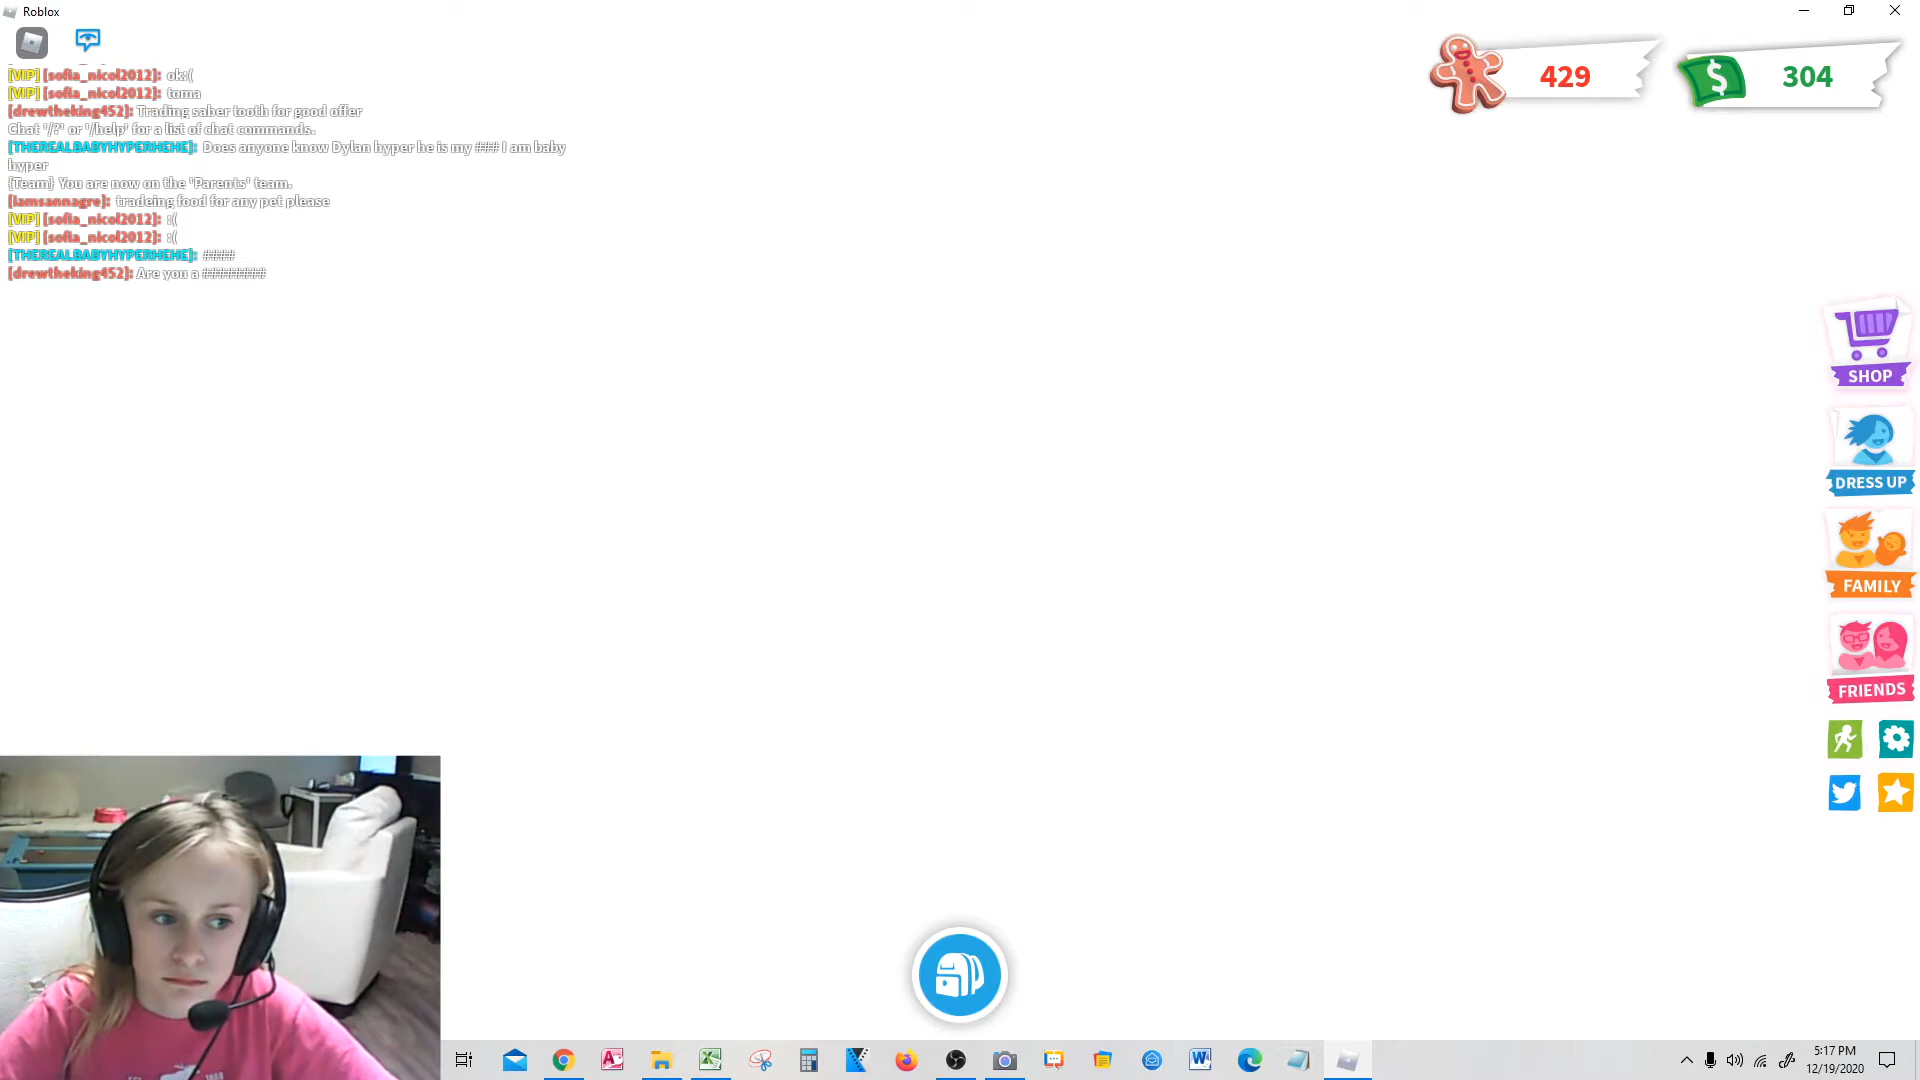 Roblox
[VIP] [sofia_nicol2012]: ok:(
[VIP] [sofia_nicol2012]: toma
[drewtheking452]: Trading saber tooth for good offer
Chat '/?' or '/help' for a list of chat commands.
[THEREALBABYHYPERHEHE]: Does anyone know Dylan hyper he is my ### I am baby
hyper
{Team} You are now on the 'Parents' team.
[iamsannagre]: tradeing food for any pet please
[VIP] [sofia_nicol2012]: :(
[VIP] [sofia_nicol2012]: :(
[THEREALBABYHYPERHEHE]: ####
[drewtheking452]: Are you a ########
429
$
304
SHOP
DRESS UP
FAMILY
FRIENDS
5:17 PM
12/19/2020